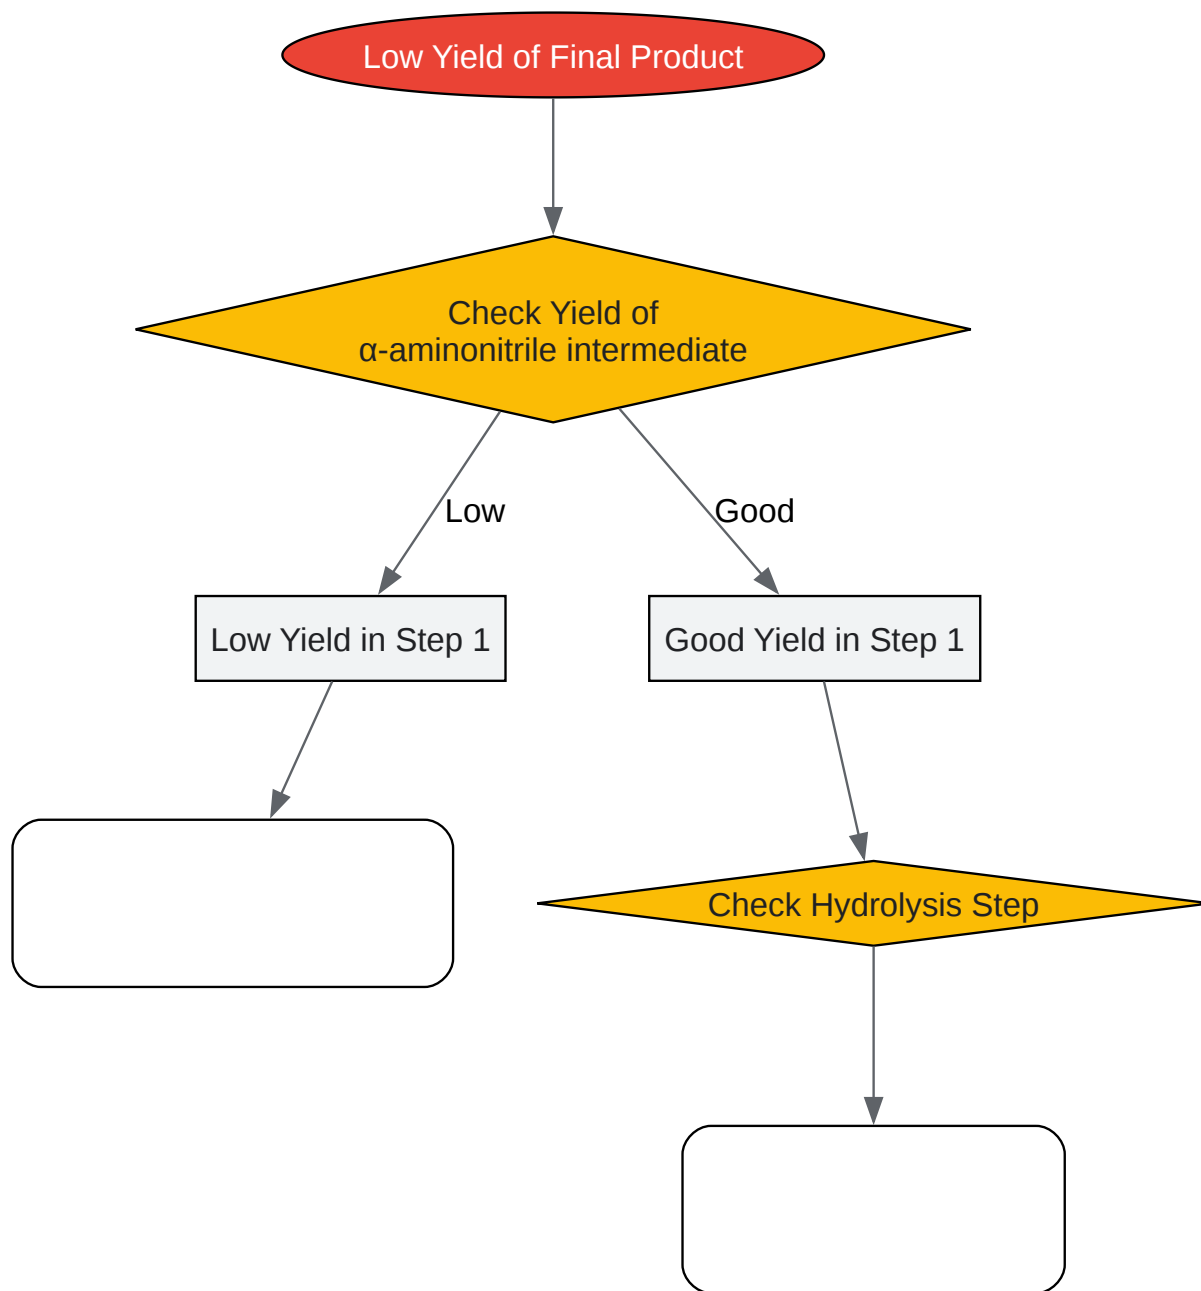 Low Yield of Final Product
Check Yield of
α-aminonitrile intermediate
Low
Good
Low Yield in Step 1
Good Yield in Step 1
Check Hydrolysis Step